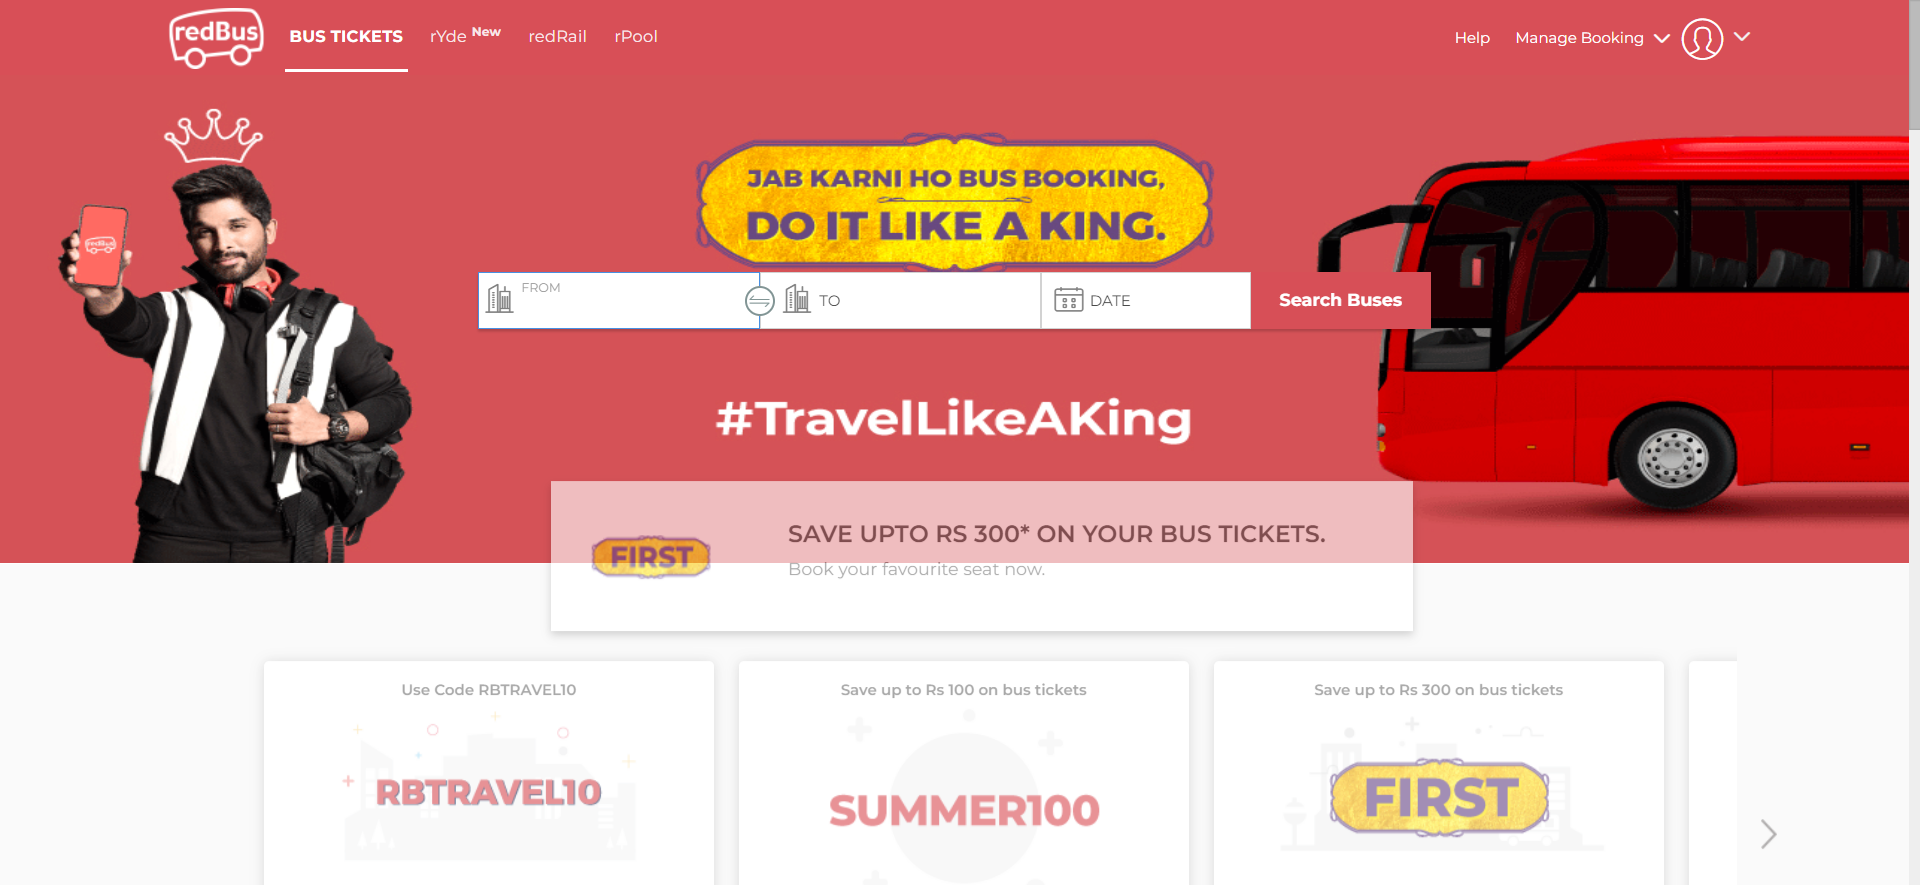 redBus
BUS TICKETS
rYde New
redRail
rPool
Help
Manage Booking
redBus
JAB KARNI HO BUS BOOKING,
DO IT LIKE A KING.
FROM
TO
DATE
Search Buses
#TravelLikeAKing
FIRST
SAVE UPTO RS 300* ON YOUR BUS TICKETS.
Book your favourite seat now.
Use Code RBTRAVEL10
RBTRAVEL10
Save up to Rs 100 on bus tickets
SUMMER100
Save up to Rs 300 on bus tickets
FIRST